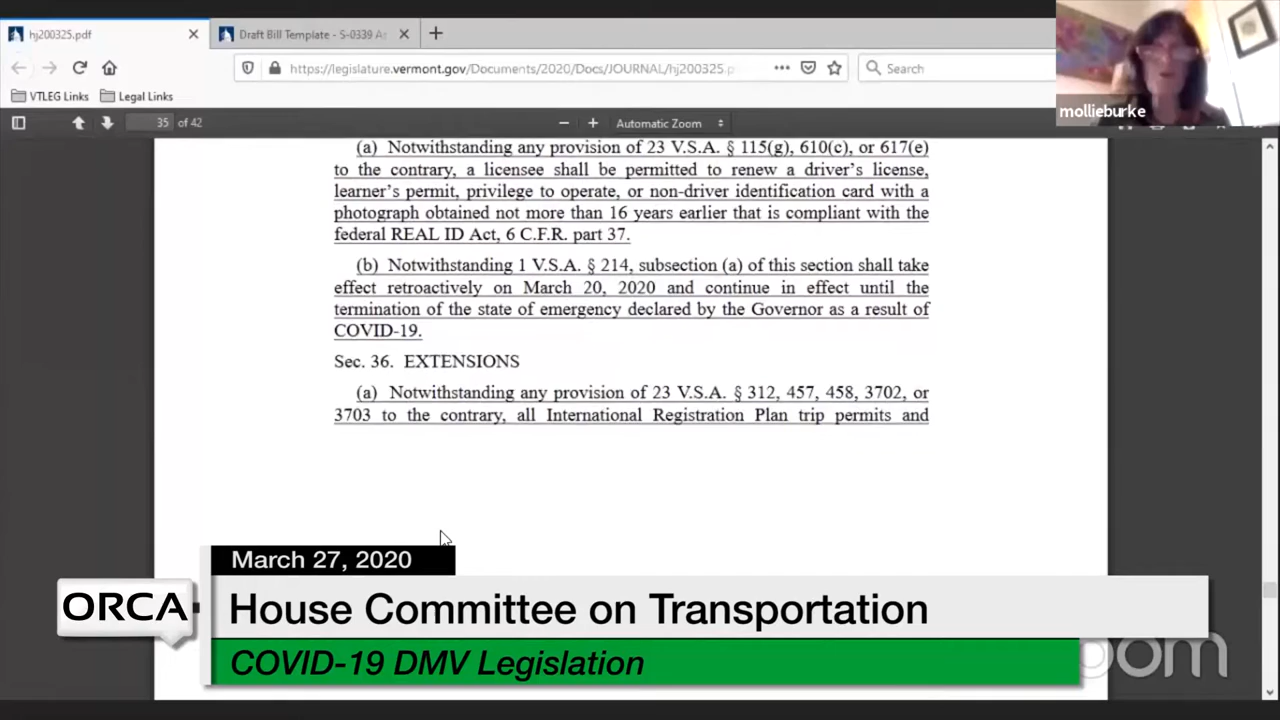 hj200325.pdf
Draft Bill Template - S-0339 As
https://legislature.vermont.gov/Documents/2020/Docs/JOURNAL/hj200325.p
Search
VTLEG Links
Legal Links
mollieburke
35 of 42
Automatic Zoom
(a) Notwithstanding any provision of 23 V.S.A. § 115(g), 610(c), or 617(e)
to the contrary, a licensee shall be permitted to renew a driver's license,
learner's permit, privilege to operate, or non-driver identification card with a
photograph obtained not more than 16 years earlier that is compliant with the
federal REAL ID Act, 6 C.F.R. part 37.
(b) Notwithstanding 1 V.S.A. § 214, subsection (a) of this section shall take
effect retroactively on March 20, 2020 and continue in effect until the
termination of the state of emergency declared by the Governor as a result of
COVID-19.
Sec. 36. EXTENSIONS
(a) Notwithstanding any provision of 23 V.S.A. § 312, 457, 458, 3702, or
3703 to the contrary, all International Registration Plan trip permits and
March 27, 2020
ORCA
House Committee on Transportation
COVID-19 DMV Legislation
oom